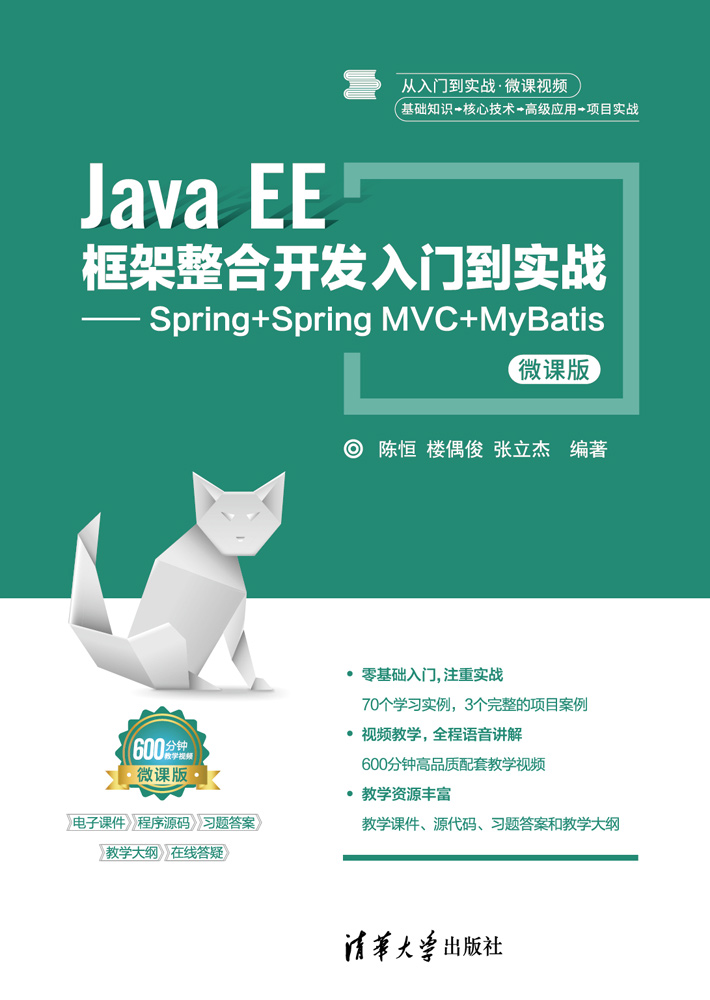 从入门到实战·微课视频
基础知识→核心技术→高级应用→项目实战
Java EE
框架整合开发入门到实战
—— Spring+Spring MVC+MyBatis
微课版
陈恒 楼偶俊 张立杰 编著
• 零基础入门，注重实战
70个学习实例，3个完整的项目案例
• 视频教学，全程语音讲解
600分钟高品质配套教学视频
• 教学资源丰富
教学课件、源代码、习题答案和教学大纲
600分钟
教学视频
微课版
电子课件 程序源码 习题答案
教学大纲 在线答疑
清华大学出版社